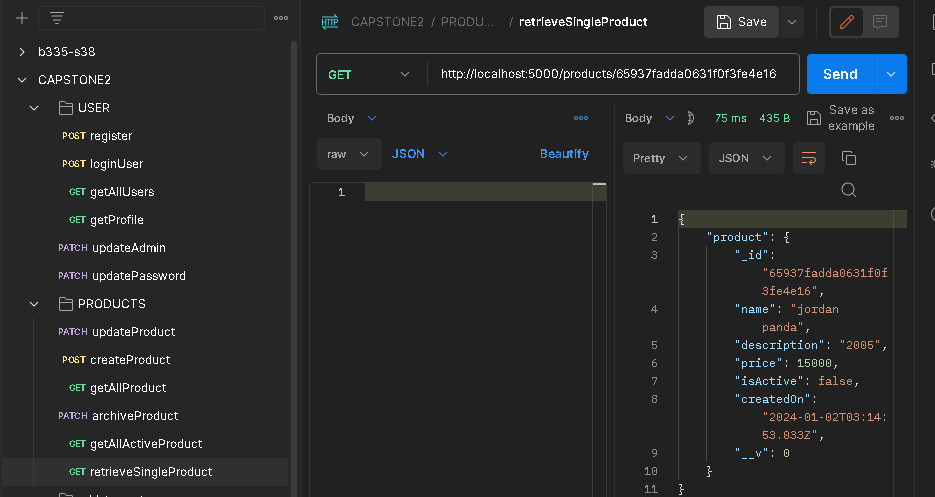 b335-s38
CAPSTONE2
USER
POST register
POST loginUser
GET getAllUsers
GET getProfile
PATCH updateAdmin
PATCH updatePassword
PRODUCTS
PATCH updateProduct
POST createProduct
GET getAllProduct
PATCH archiveProduct
GET getAllActiveProduct
GET retrieveSingleProduct
HTTP CAPSTONE2 / PRODU... / retrieveSingleProduct
Save
GET http://localhost:5000/products/65937fadda0631f0f3fe4e16
Send
Body
raw JSON Beautify
1
Body 75 ms 435 B Save as
example
Pretty JSON
1 {
2 "product": {
3 "_id":
"65937fadda0631f0f
3fe4e16",
4 "name": "jordan
panda",
5 "description": "2005",
6 "price": 15000,
7 "isActive": false,
8 "createdOn":
"2024-01-02T03:14:
53.033Z",
9 "__v": 0
10 }
11 }